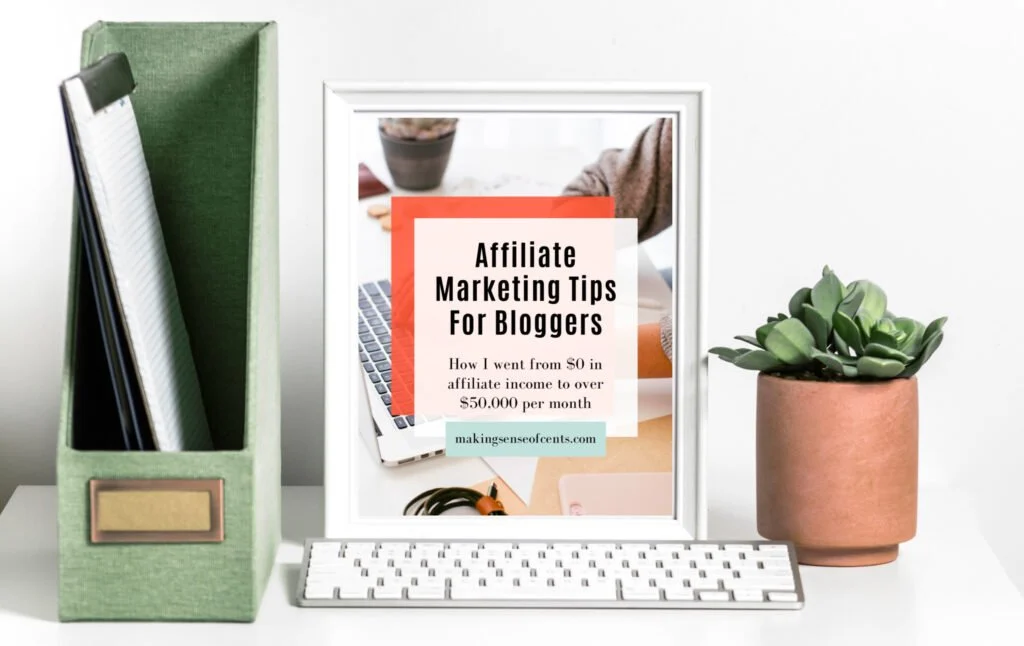 Affiliate
Marketing Tips
For Bloggers
How I went from $0 in
affiliate income to over
$50,000 per month
makingsenseofcents.com